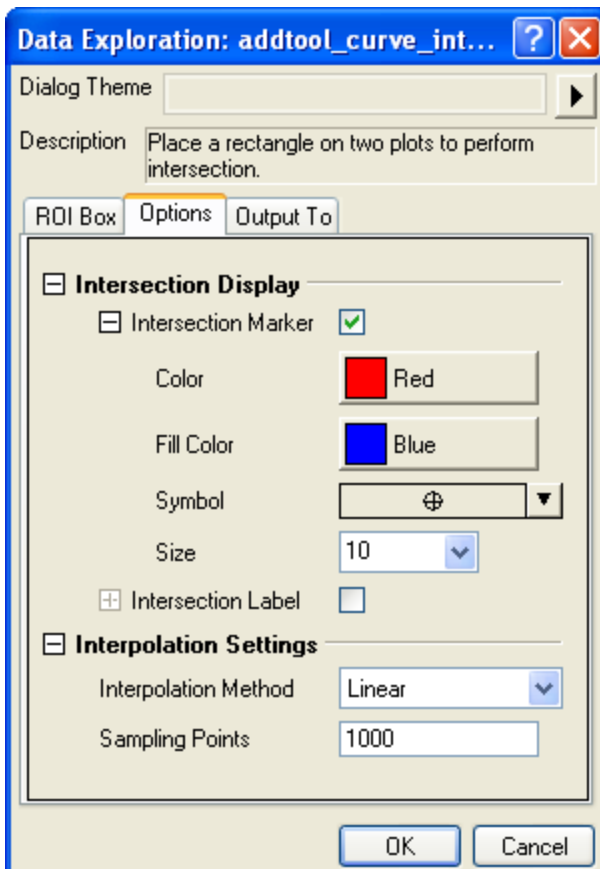 Data Exploration: addtool_curve_int...
Dialog Theme
Description Place a rectangle on two plots to perform
intersection.
ROI Box Options Output To
Intersection Display
Intersection Marker
Color Red
Fill Color Blue
Symbol
Size 10
Intersection Label
Interpolation Settings
Interpolation Method Linear
Sampling Points 1000
OK Cancel